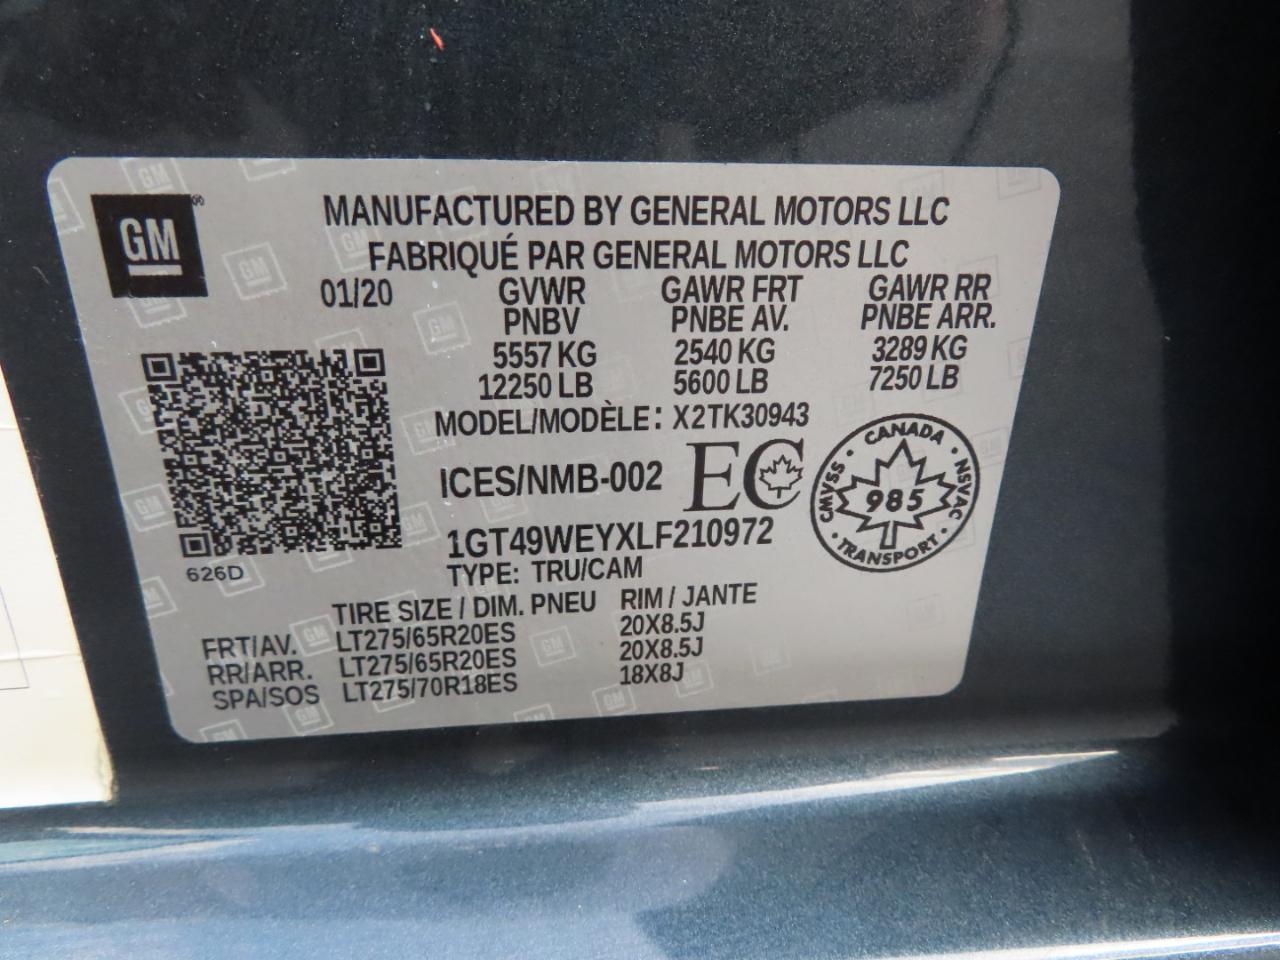 GM®
MANUFACTURED BY GENERAL MOTORS LLC
FABRIQUÉ PAR GENERAL MOTORS LLC
01/20 GVWR GAWR FRT GAWR RR
PNBV PNBE AV. PNBE ARR.
5557 KG 2540 KG 3289 KG
12250 LB 5600 LB 7250 LB
MODEL/MODÈLE: X2TK30943
ICES/NMB-002 EC
CANADA
CMVSS 985 NSVAC
TRANSPORT
1GT49WEYXLF210972
626D
TYPE: TRU/CAM
TIRE SIZE / DIM. PNEU RIM / JANTE
FRT/AV. LT275/65R20ES 20X8.5J
RR/ARR. LT275/65R20ES 20X8.5J
SPA/SOS LT275/70R18ES 18X8J